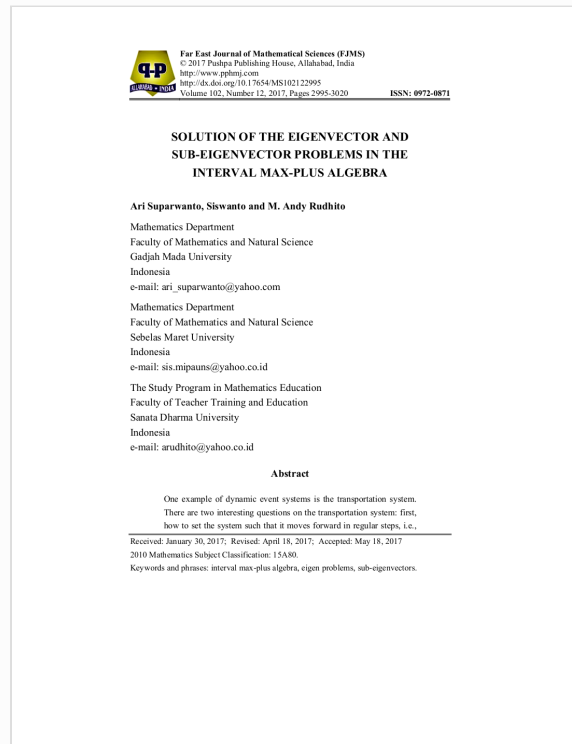 Far East Journal of Mathematical Sciences (FJMS)
© 2017 Pushpa Publishing House, Allahabad, India
http://www.pphmj.com
http://dx.doi.org/10.17654/MS102122995
Volume 102, Number 12, 2017, Pages 2995-3020 ISSN: 0972-0871
ALLAHABAD • INDIA
SOLUTION OF THE EIGENVECTOR AND
SUB-EIGENVECTOR PROBLEMS IN THE
INTERVAL MAX-PLUS ALGEBRA
Ari Suparwanto, Siswanto and M. Andy Rudhito
Mathematics Department
Faculty of Mathematics and Natural Science
Gadjah Mada University
Indonesia
e-mail: ari_suparwanto@yahoo.com
Mathematics Department
Faculty of Mathematics and Natural Science
Sebelas Maret University
Indonesia
e-mail: sis.mipauns@yahoo.co.id
The Study Program in Mathematics Education
Faculty of Teacher Training and Education
Sanata Dharma University
Indonesia
e-mail: arudhito@yahoo.co.id
Abstract
One example of dynamic event systems is the transportation system.
There are two interesting questions on the transportation system: first,
how to set the system such that it moves forward in regular steps, i.e.,
Received: January 30, 2017; Revised: April 18, 2017; Accepted: May 18, 2017
2010 Mathematics Subject Classification: 15A80.
Keywords and phrases: interval max-plus algebra, eigen problems, sub-eigenvectors.